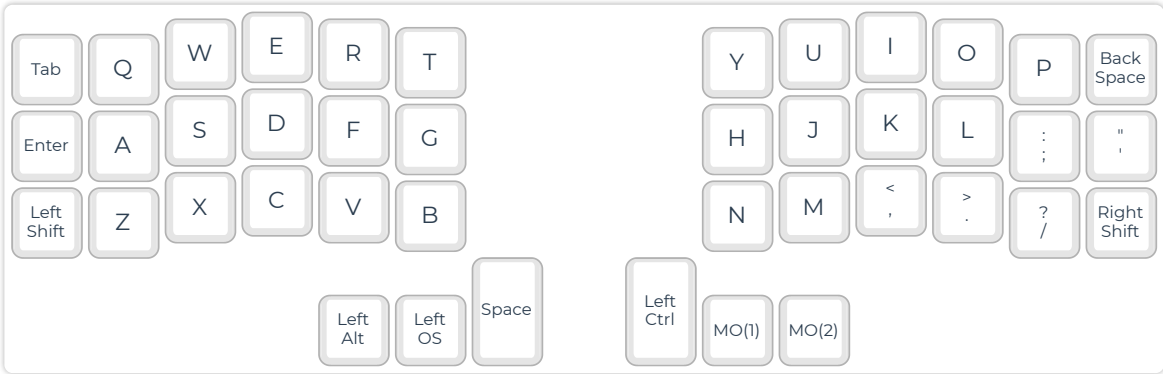 Tab Q W E R T Y U I O P Back
Space
Enter A S D F G H J K L :
;
"
'
Left
Shift
Z X C V B N M <
,
>
.
?
/
Right
Shift
Left
Alt
Left
OS
Space
Left
Ctrl
MO(1) MO(2)